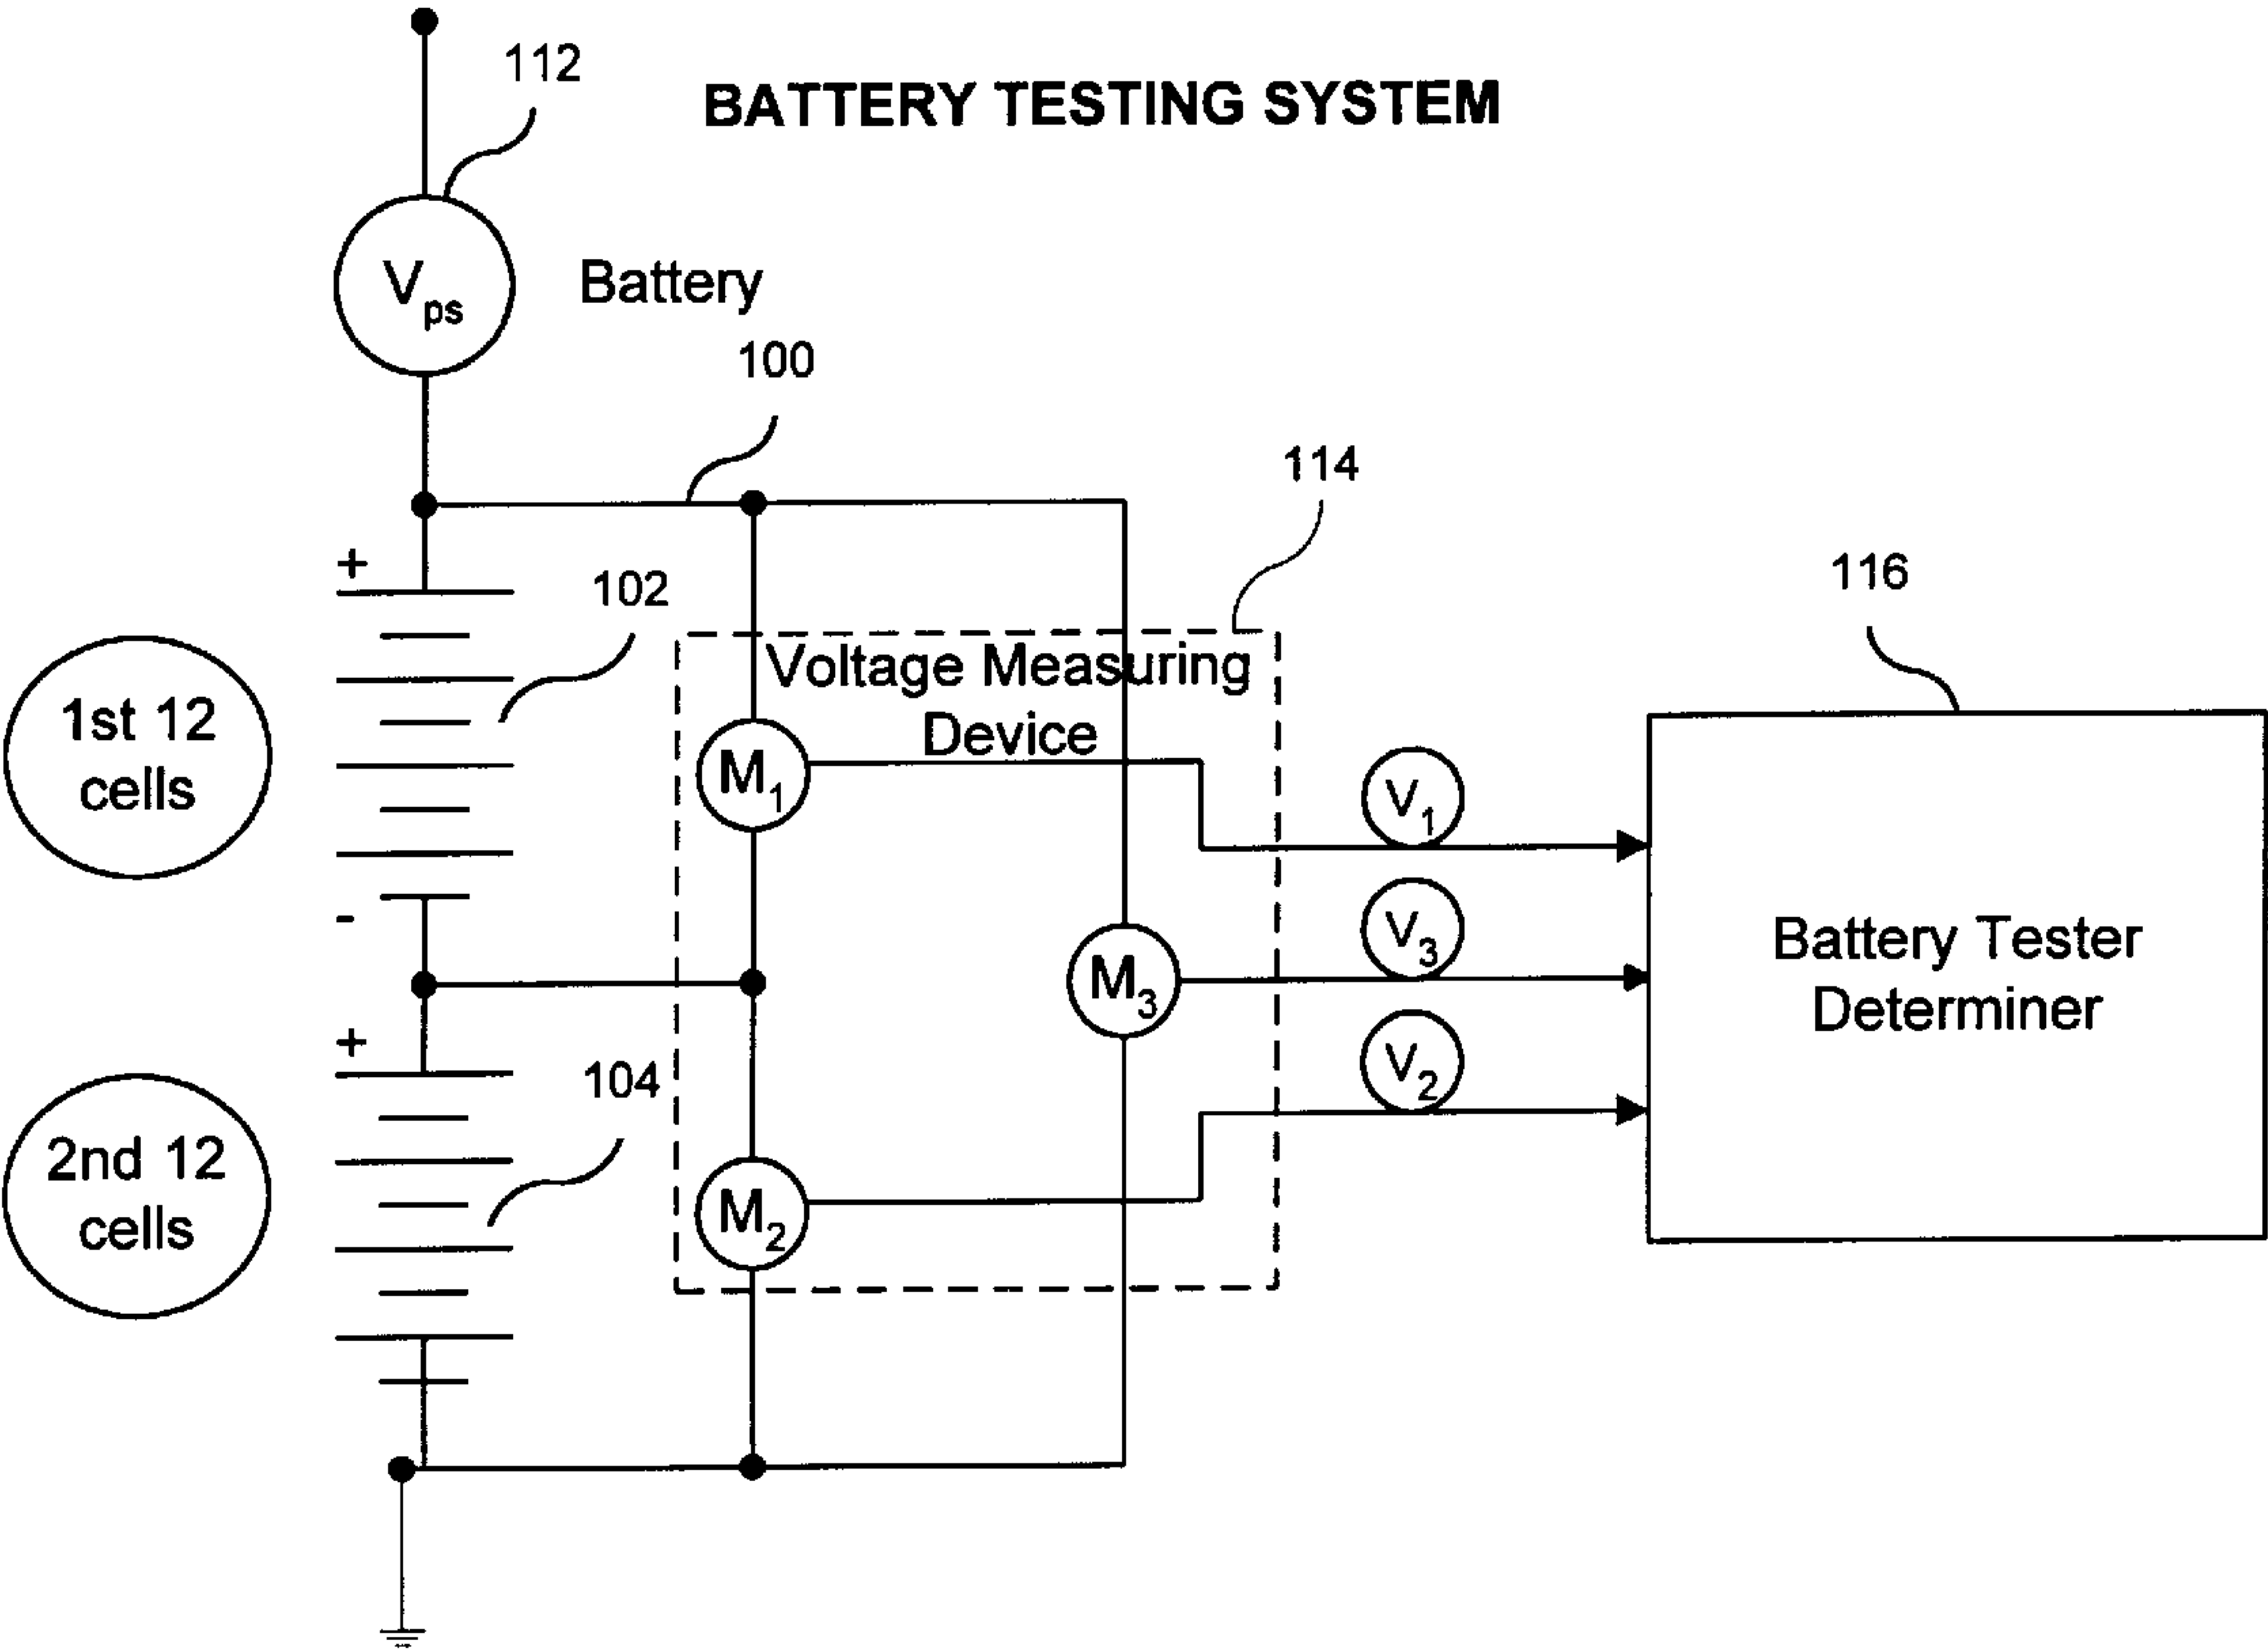 112
BATTERY TESTING SYSTEM
Vps
Battery
100
114
+
102
116
Voltage Measuring
Device
1st 12
cells
M1
V1
-
V3
M3
Battery Tester
Determiner
+
V2
104
2nd 12
cells
M2